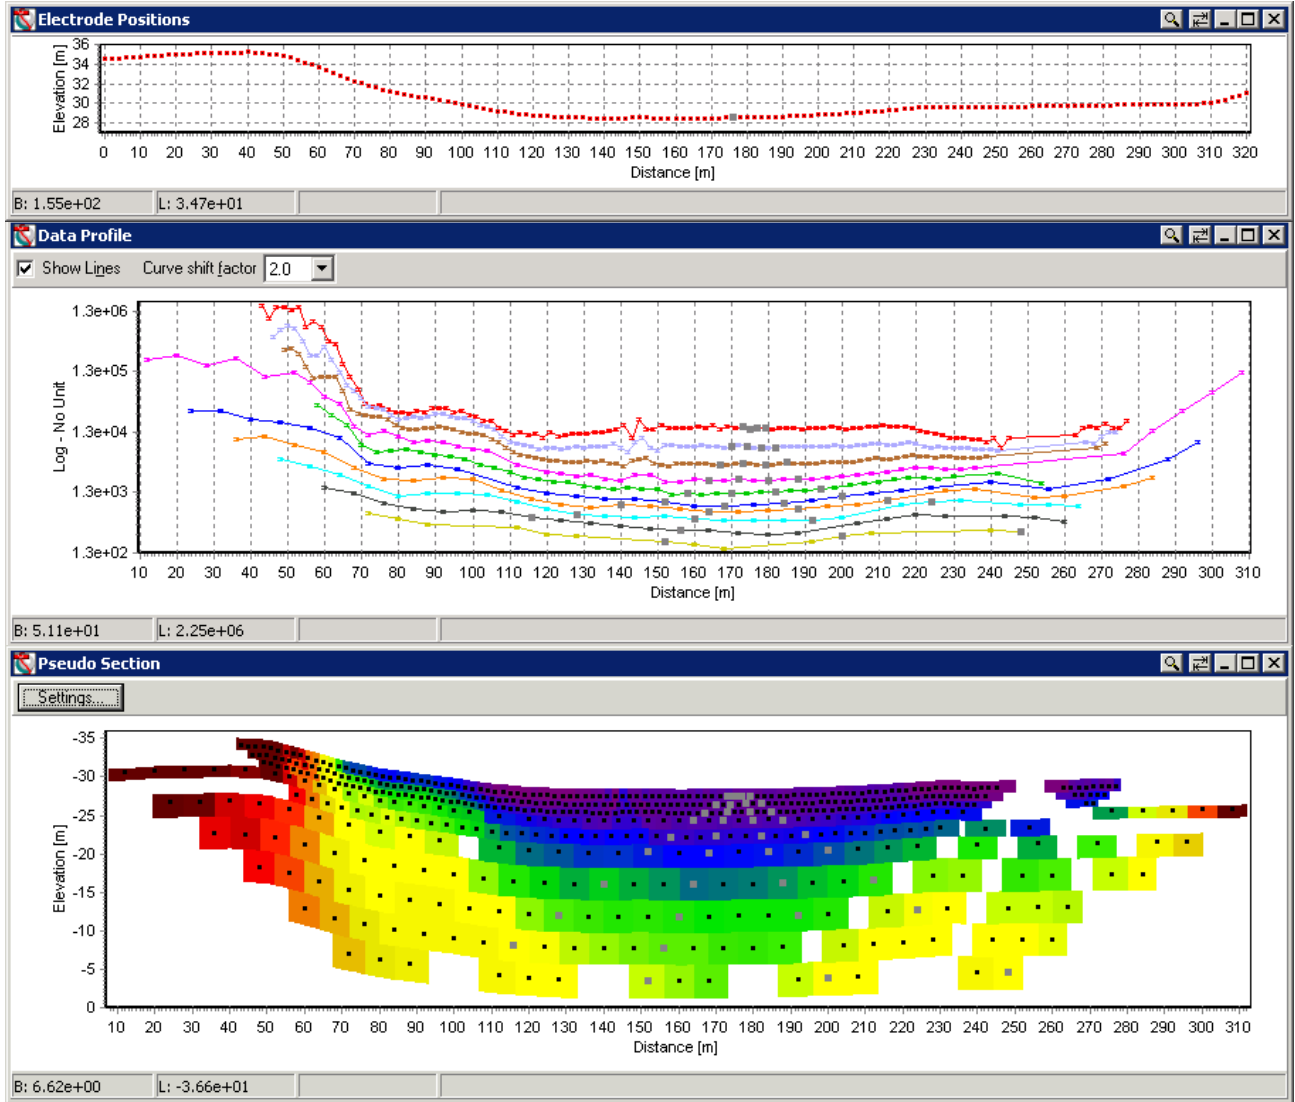 Electrode Positions
Elevation [m]
36
34
32
30
28
0 10 20 30 40 50 60 70 80 90 100 110 120 130 140 150 160 170 180 190 200 210 220 230 240 250 260 270 280 290 300 310 320
Distance [m]
B: 1.55e+02 L: 3.47e+01
Data Profile
Show Lines Curve shift factor 2.0
Log - No Unit
1.3e+06
1.3e+05
1.3e+04
1.3e+03
1.3e+02
10 20 30 40 50 60 70 80 90 100 110 120 130 140 150 160 170 180 190 200 210 220 230 240 250 260 270 280 290 300 310
Distance [m]
B: 5.11e+01 L: 2.25e+06
Pseudo Section
Settings...
Elevation [m]
-35
-30
-25
-20
-15
-10
-5
0
10 20 30 40 50 60 70 80 90 100 110 120 130 140 150 160 170 180 190 200 210 220 230 240 250 260 270 280 290 300 310
Distance [m]
B: 6.62e+00 L: -3.66e+01